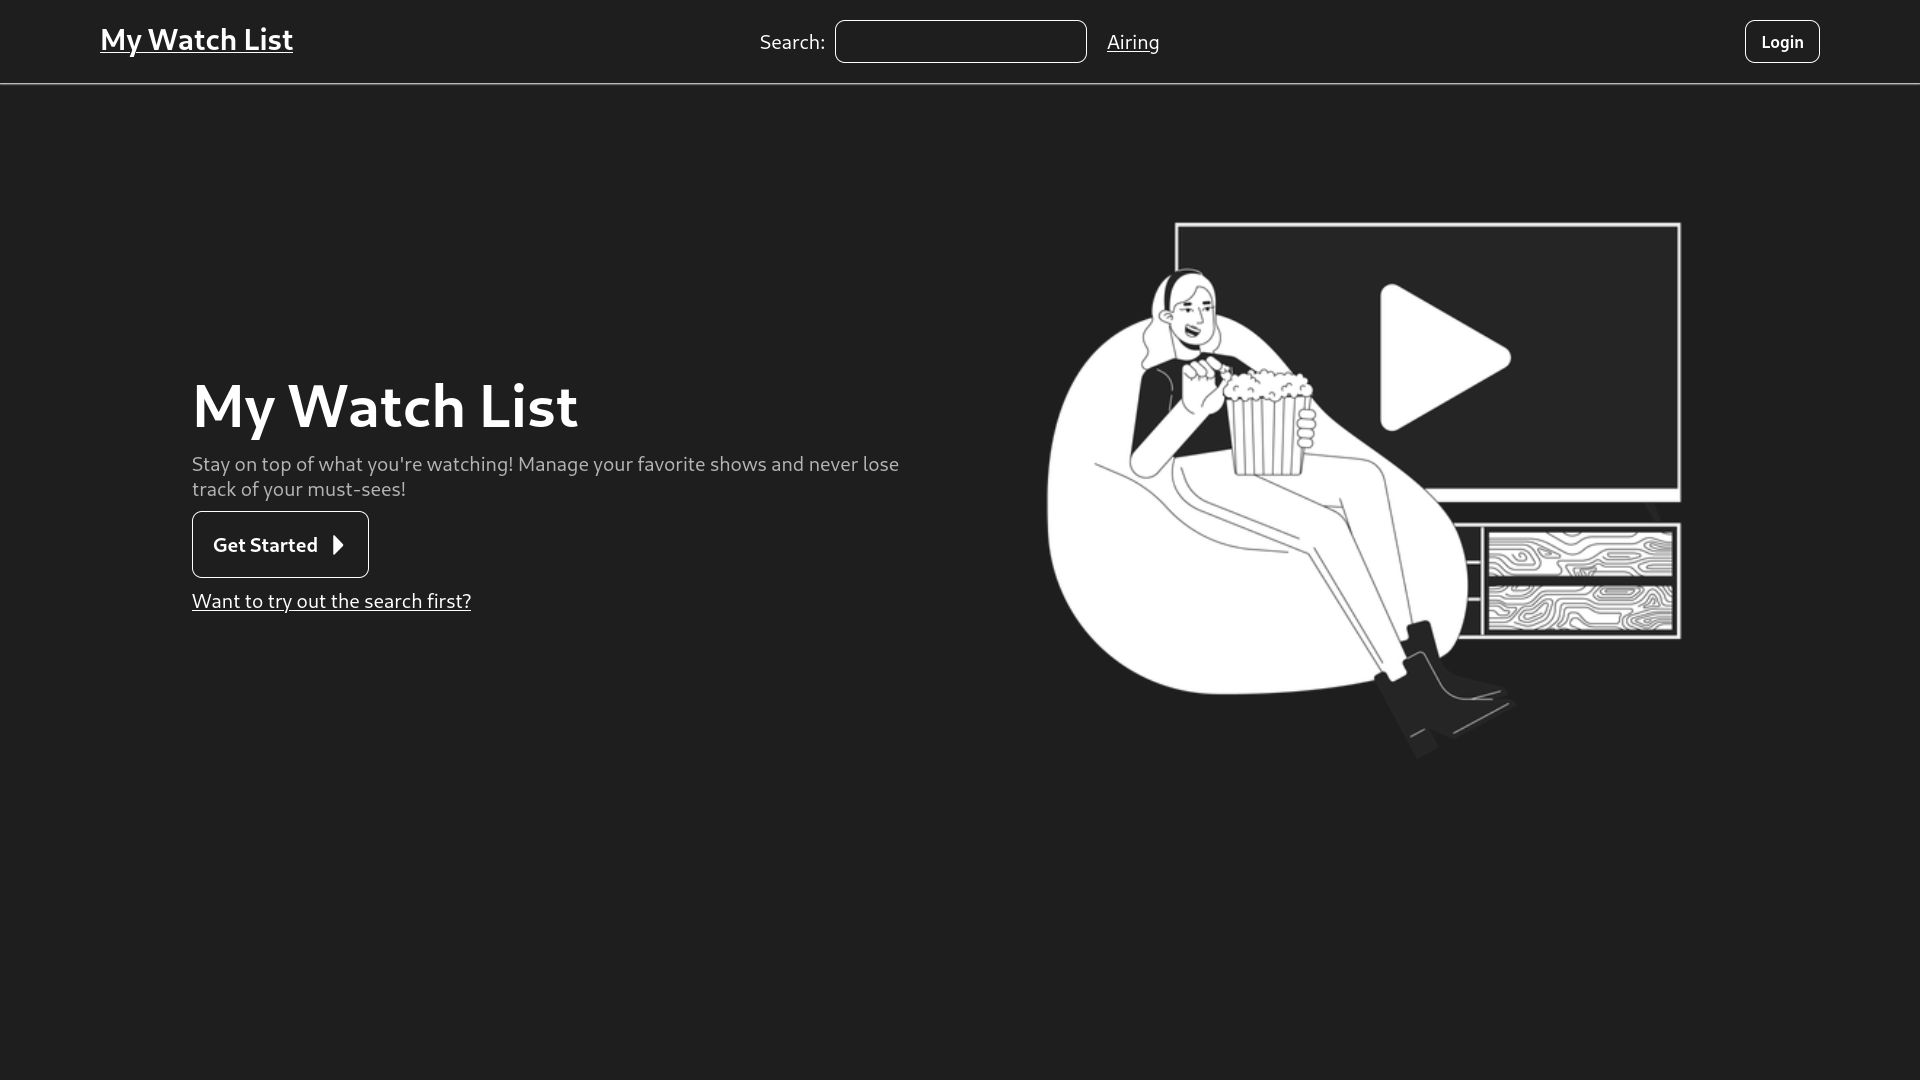 My Watch List
Search:
Airing
Login
My Watch List
Stay on top of what you're watching! Manage your favorite shows and never lose
track of your must-sees!
Get Started
Want to try out the search first?